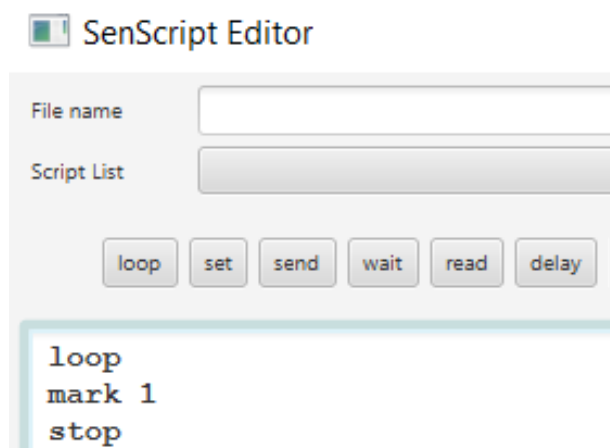 SenScript Editor
File name
Script List
loop set send wait read delay
loop
mark 1
stop